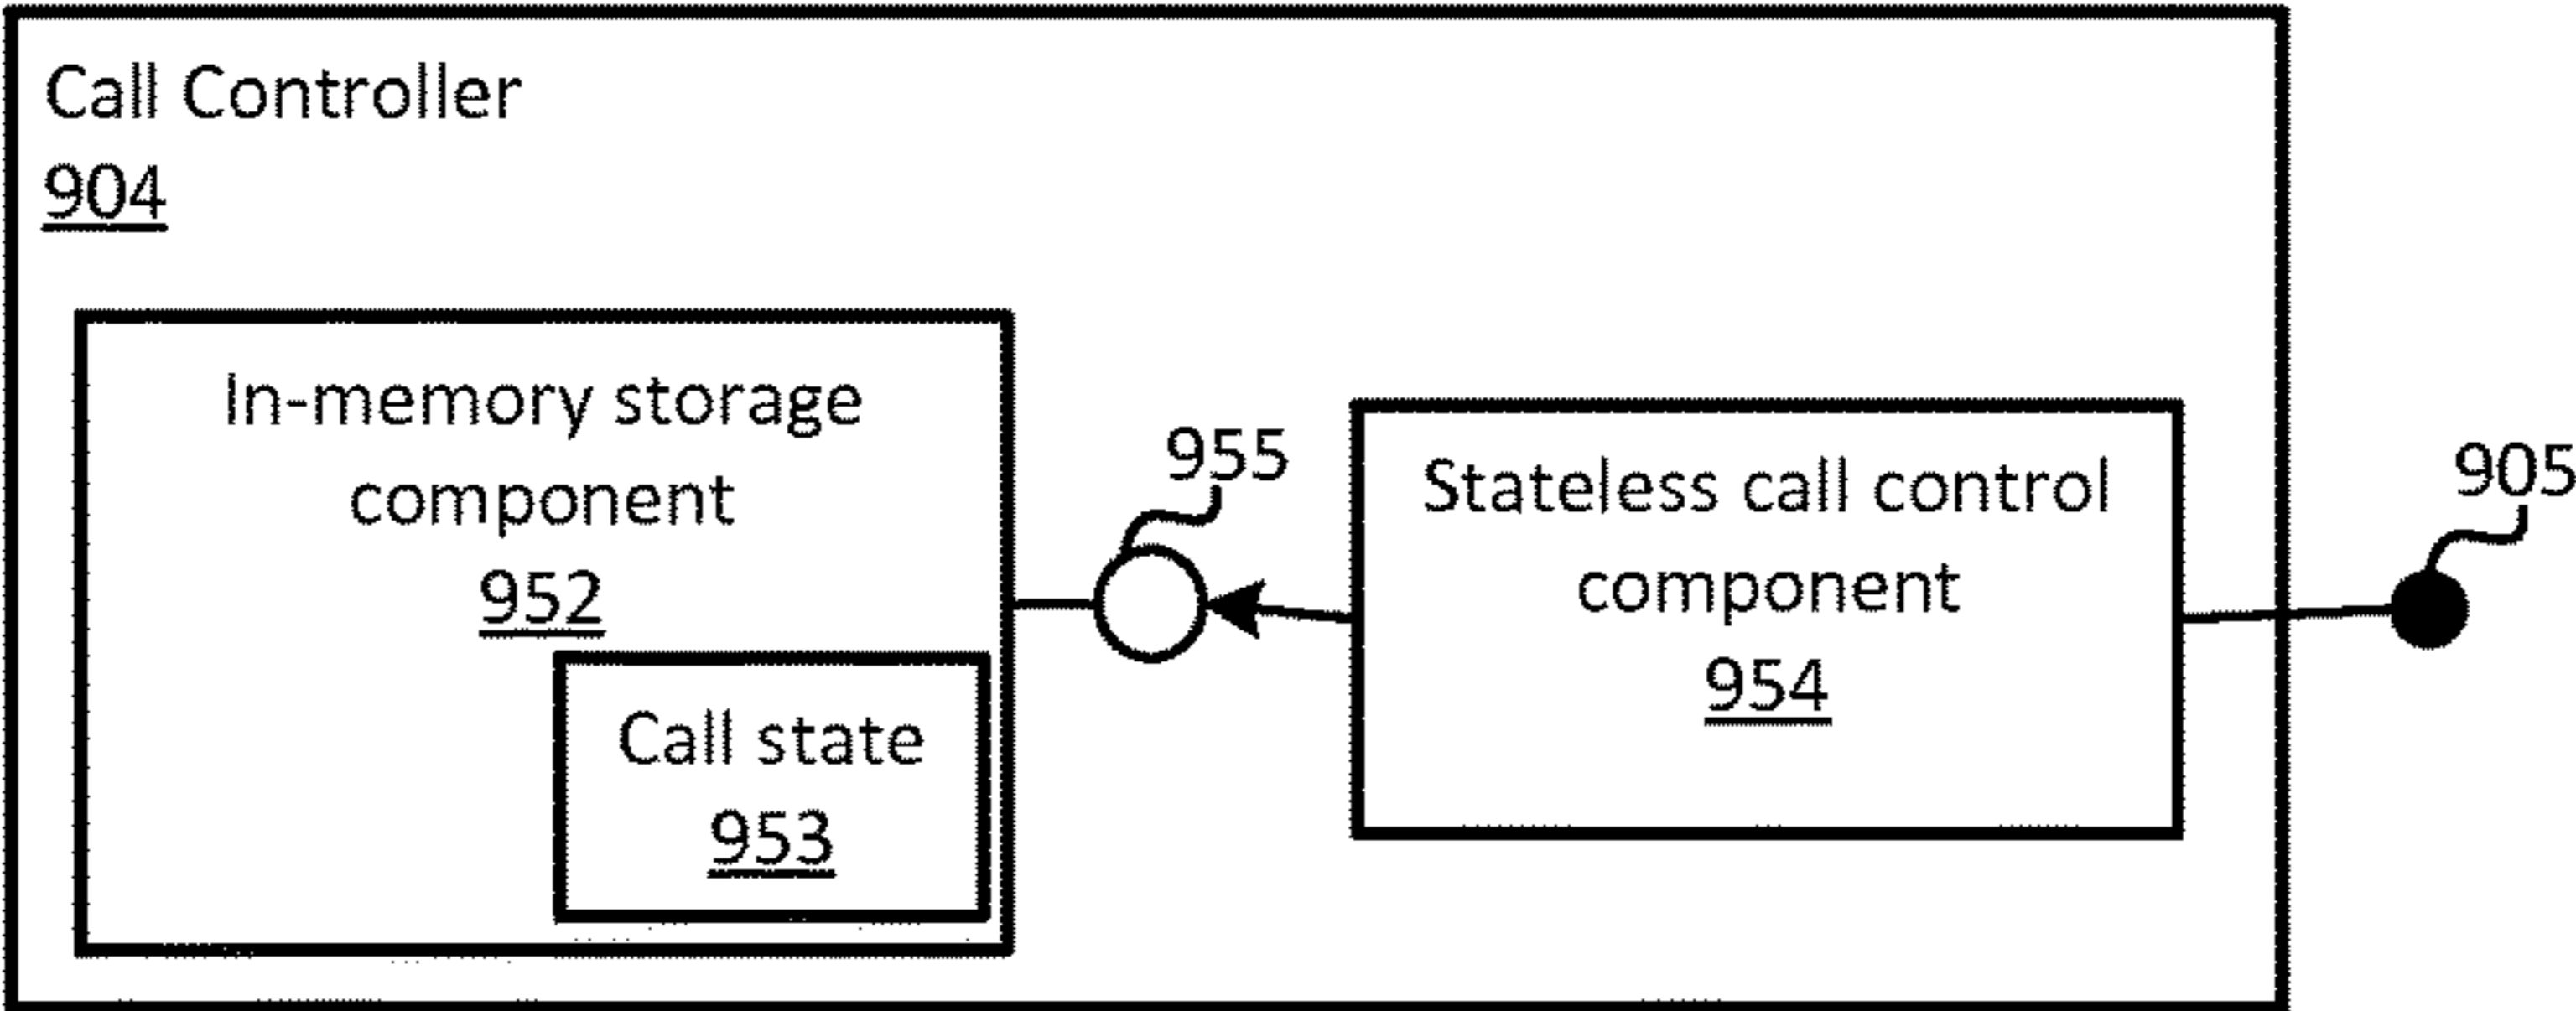 Call Controller
904
In-memory storage
component
952
Call state
953
955
Stateless call control
component
954
905